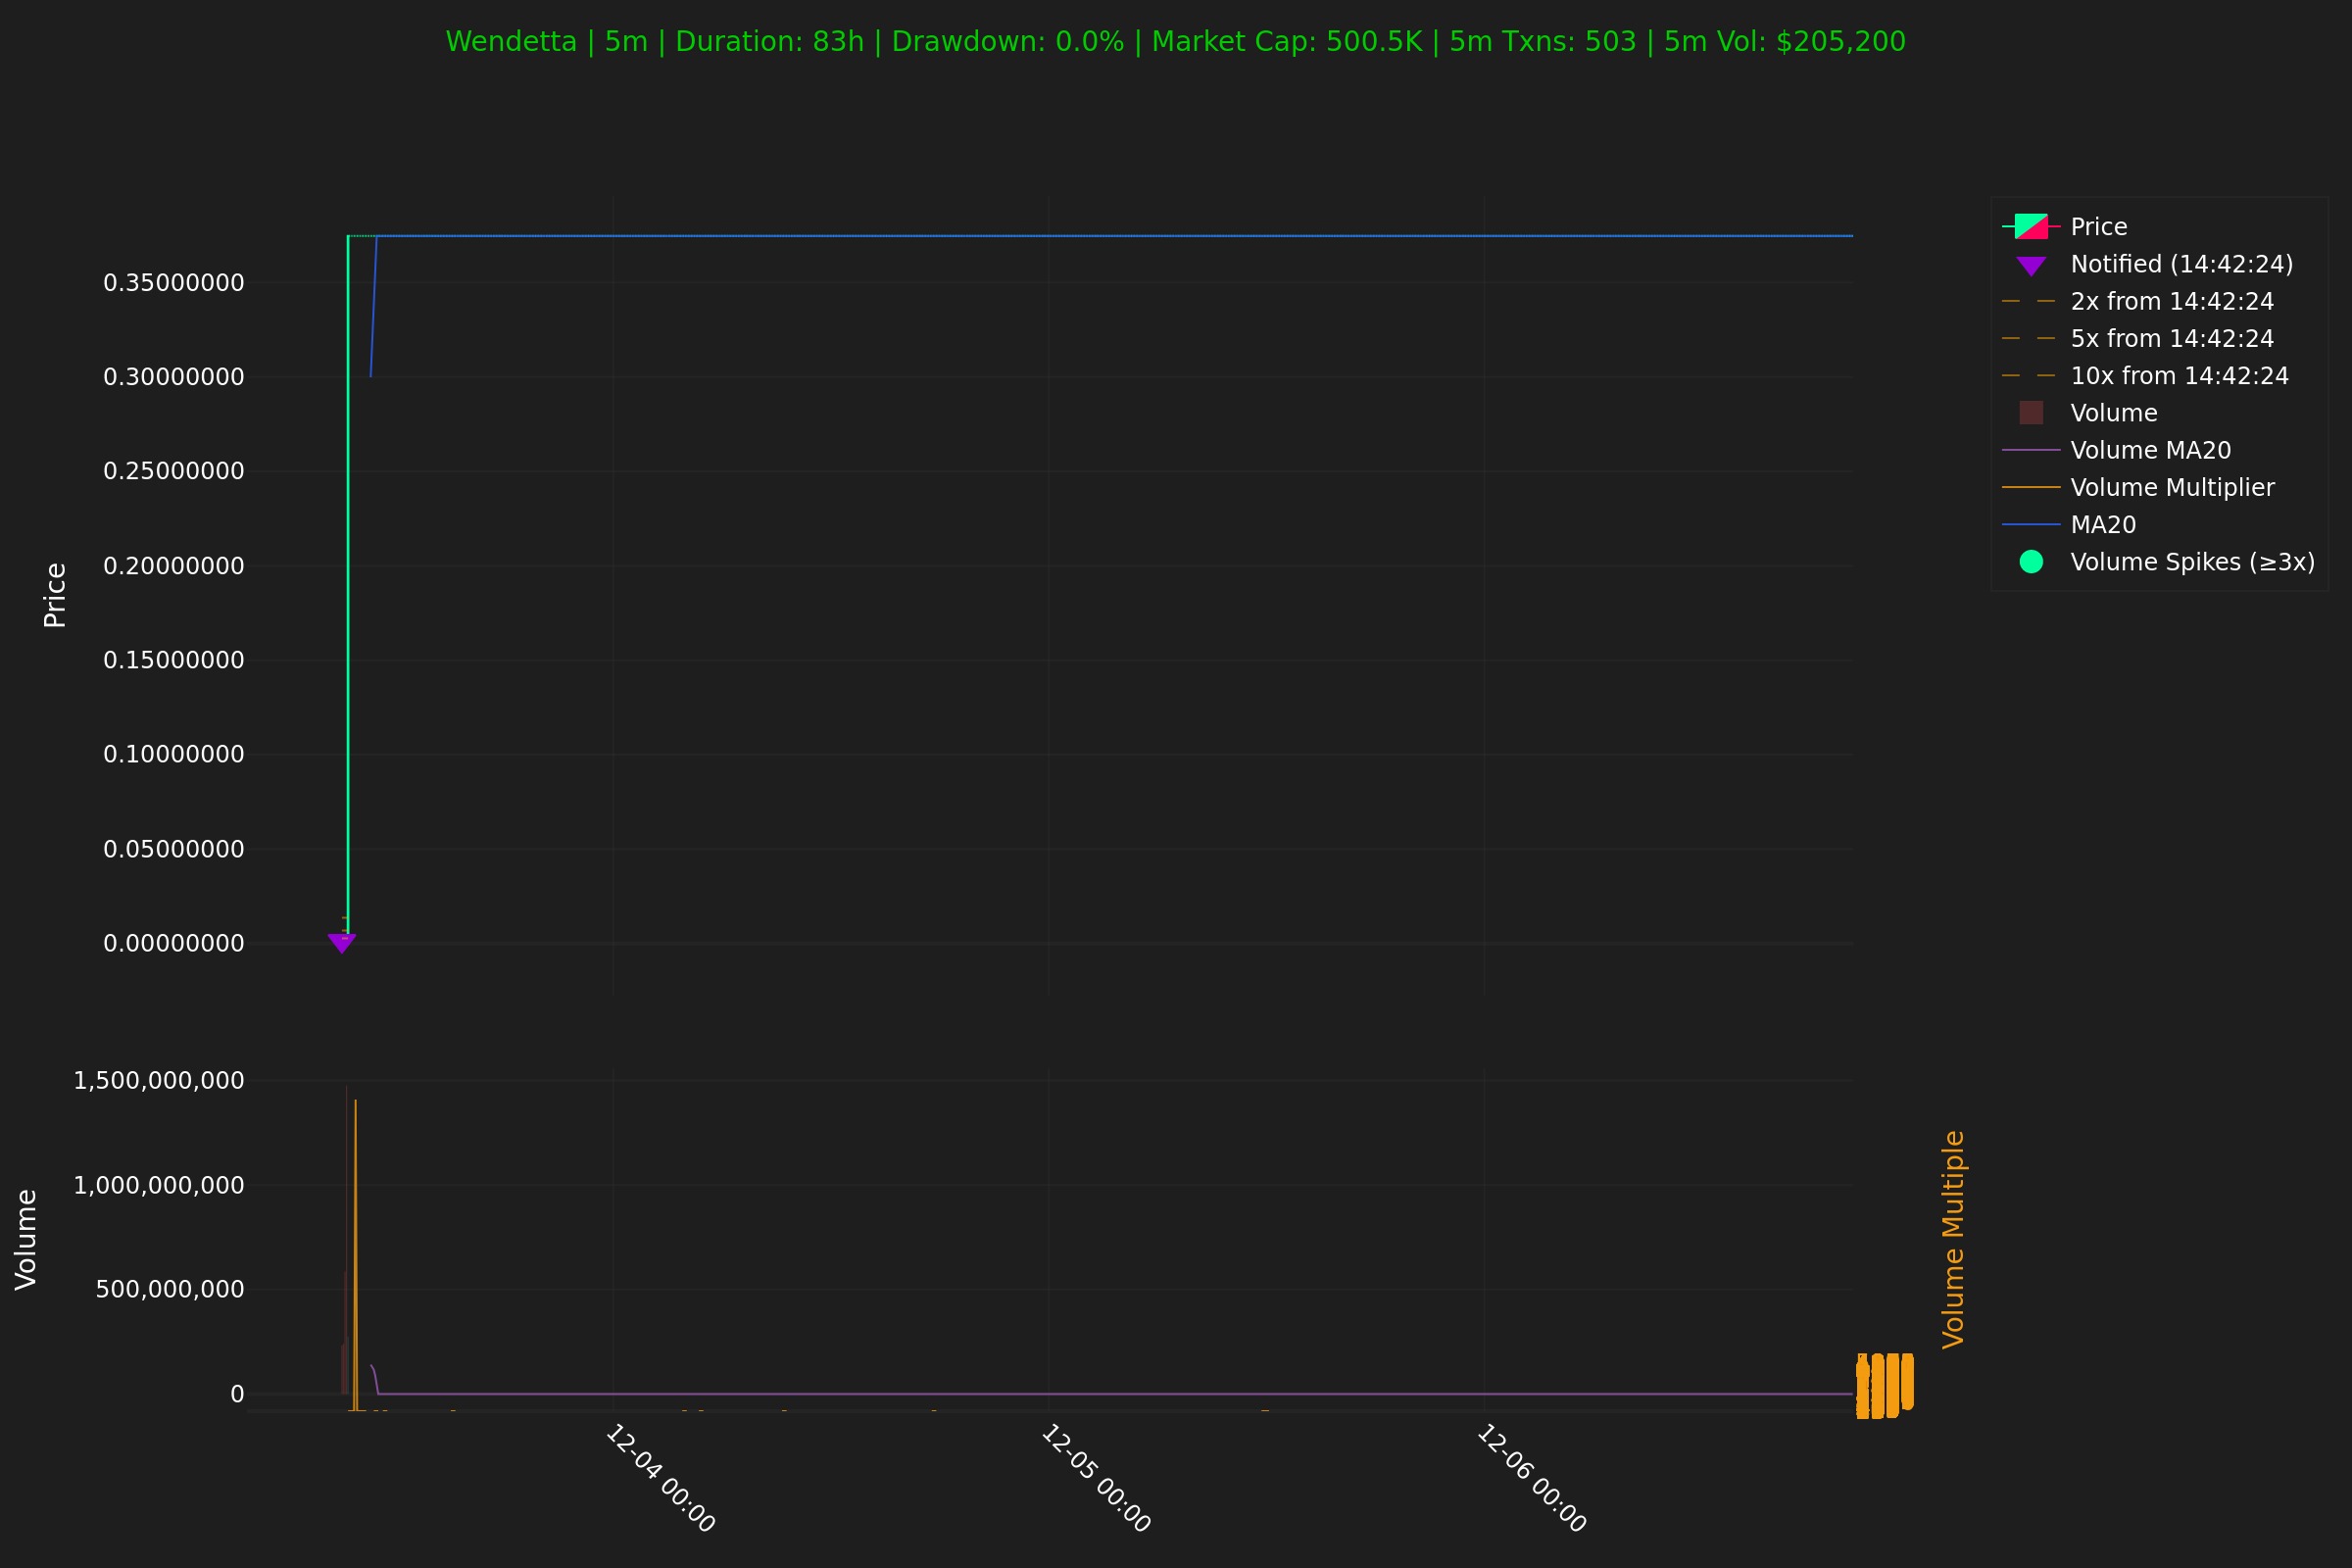 Wendetta | 5m | Duration: 83h | Drawdown: 0.0% | Market Cap: 500.5K | 5m Txns: 503 | 5m Vol: $205,200
Price
0.35000000
0.30000000
0.25000000
0.20000000
0.15000000
0.10000000
0.05000000
0.00000000
Price
Notified (14:42:24)
2x from 14:42:24
5x from 14:42:24
10x from 14:42:24
Volume
Volume MA20
Volume Multiplier
MA20
Volume Spikes (≥3x)
Volume
1,500,000,000
1,000,000,000
500,000,000
0
Volume Multiple
12-04 00:00
12-05 00:00
12-06 00:00